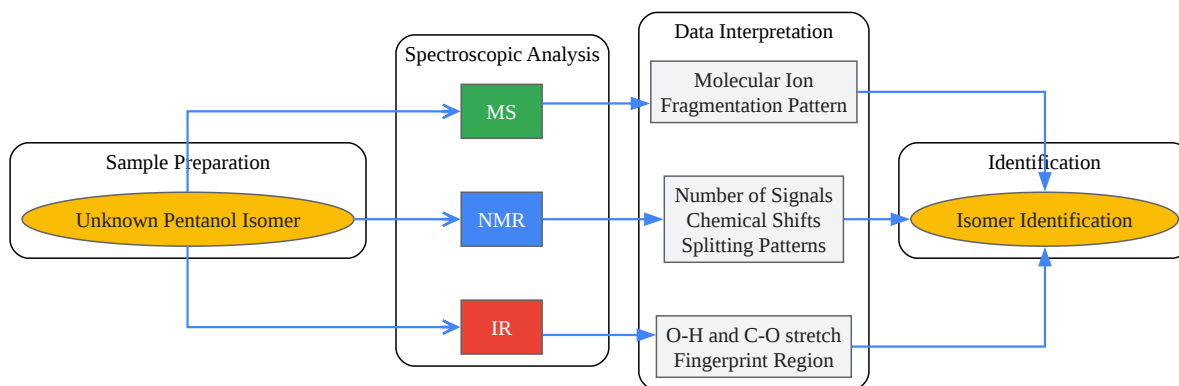 Sample Preparation
Unknown Pentanol Isomer
Spectroscopic Analysis
MS
NMR
IR
Data Interpretation
Molecular Ion
Fragmentation Pattern
Number of Signals
Chemical Shifts
Splitting Patterns
O-H and C-O stretch
Fingerprint Region
Identification
Isomer Identification